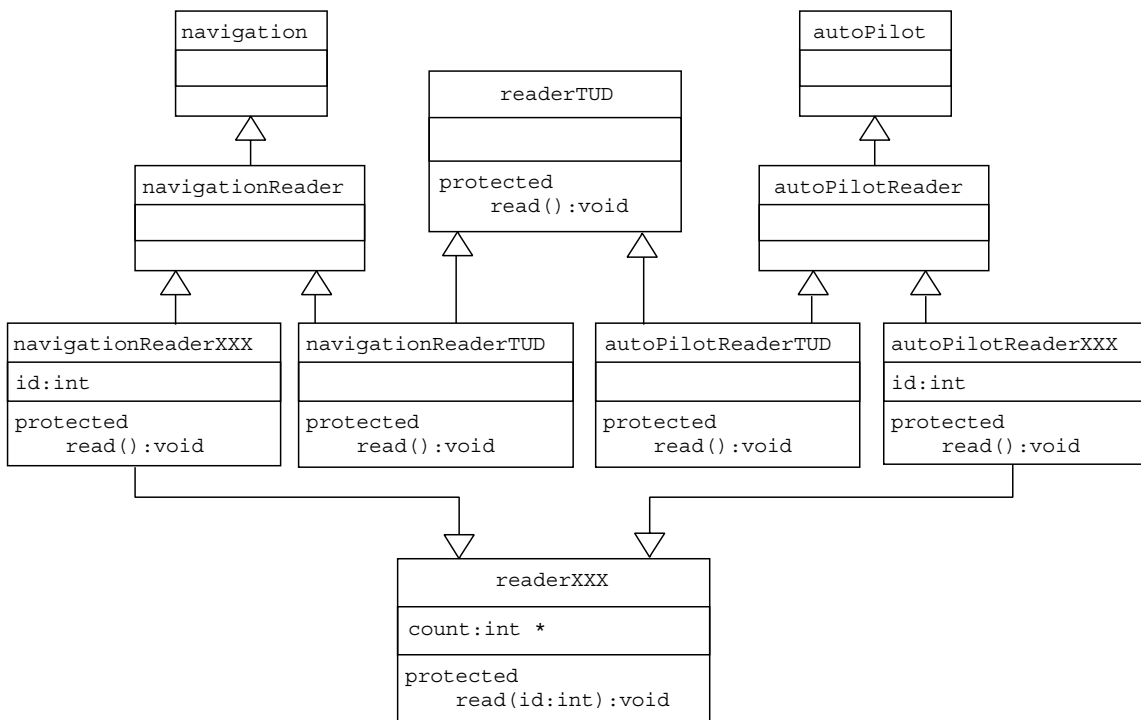 navigation
autoPilot
readerTUD
protected
read():void
navigationReader
autoPilotReader
navigationReaderXXX
id:int
protected
read():void
navigationReaderTUD
protected
read():void
autoPilotReaderTUD
protected
read():void
autoPilotReaderXXX
id:int
protected
read():void
readerXXX
count:int *
protected
read(id:int):void